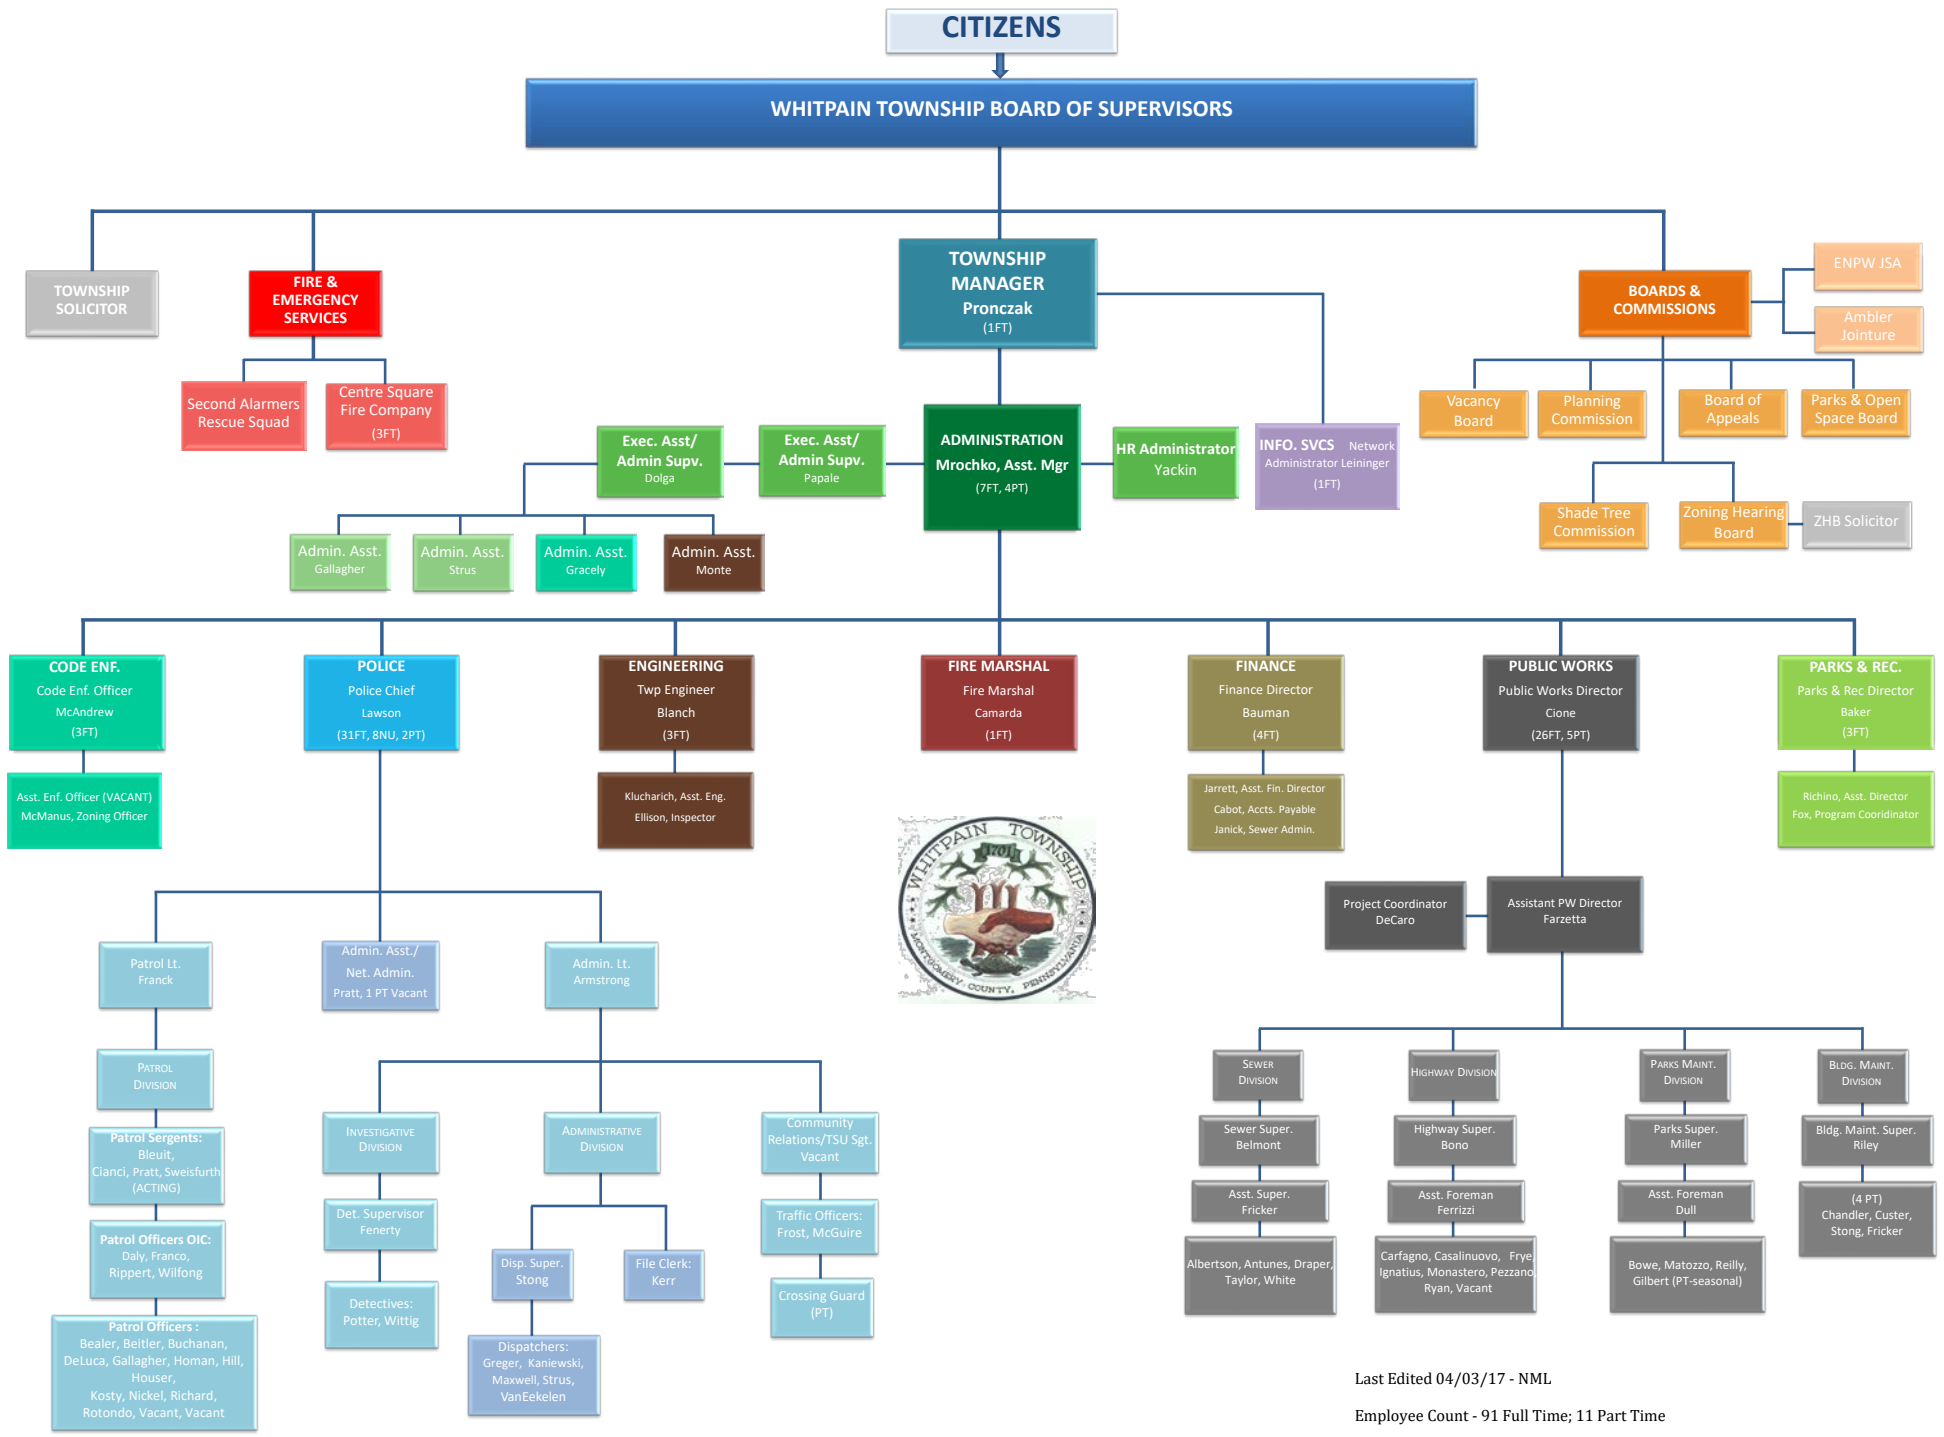 CITIZENS
WHITPAIN TOWNSHIP BOARD OF SUPERVISORS
TOWNSHIP
SOLICITOR
FIRE &
EMERGENCY
SERVICES
Second Alarmers
Rescue Squad
Centre Square
Fire Company
(3FT)
TOWNSHIP
MANAGER
Pronczak
(1FT)
BOARDS &
COMMISSIONS
ENPW JSA
Ambler
Jointure
Vacancy
Board
Planning
Commission
Board of
Appeals
Parks & Open
Space Board
Shade Tree
Commission
Zoning Hearing
Board
ZHB Solicitor
Exec. Asst/
Admin Supv.
Dolga
Exec. Asst/
Admin Supv.
Papale
ADMINISTRATION
Mrochko, Asst. Mgr
(7FT, 4PT)
HR Administrator
Yackin
INFO. SVCS Network
Administrator Leininger
(1FT)
Admin. Asst.
Gallagher
Admin. Asst.
Strus
Admin. Asst.
Gracely
Admin. Asst.
Monte
CODE ENF.
Code Enf. Officer
McAndrew
(3FT)
Asst. Enf. Officer (VACANT)
McManus, Zoning Officer
POLICE
Police Chief
Lawson
(31FT, 8NU, 2PT)
ENGINEERING
Twp Engineer
Blanch
(3FT)
Klucharich, Asst. Eng.
Ellison, Inspector
FIRE MARSHAL
Fire Marshal
Camarda
(1FT)
FINANCE
Finance Director
Bauman
(4FT)
Jarrett, Asst. Fin. Director
Cabot, Accts. Payable
Janick, Sewer Admin.
PUBLIC WORKS
Public Works Director
Cione
(26FT, 5PT)
PARKS & REC.
Parks & Rec Director
Baker
(3FT)
Richino, Asst. Director
Fox, Program Cooridinator
WHITPAIN TOWNSHIP
1701
MONTGOMERY COUNTY, PENNSYLVANIA
Project Coordinator
DeCaro
Assistant PW Director
Farzetta
Patrol Lt.
Franck
Admin. Asst./
Net. Admin.
Pratt, 1 PT Vacant
Admin. Lt.
Armstrong
PATROL
DIVISION
Patrol Sergents:
Bleuit,
Cianci, Pratt, Sweisfurth
(ACTING)
Patrol Officers OIC:
Daly, Franco,
Rippert, Wilfong
Patrol Officers :
Bealer, Beitler, Buchanan,
DeLuca, Gallagher, Homan, Hill,
Houser,
Kosty, Nickel, Richard,
Rotondo, Vacant, Vacant
INVESTIGATIVE
DIVISION
Det. Supervisor
Fenerty
Detectives:
Potter, Wittig
ADMINISTRATIVE
DIVISION
Disp. Super.
Stong
File Clerk:
Kerr
Dispatchers:
Greger, Kaniewski,
Maxwell, Strus,
VanEekelen
Community
Relations/TSU Sgt.
Vacant
Traffic Officers:
Frost, McGuire
Crossing Guard
(PT)
SEWER
DIVISION
Sewer Super.
Belmont
Asst. Super.
Fricker
Albertson, Antunes, Draper,
Taylor, White
HIGHWAY DIVISION
Highway Super.
Bono
Asst. Foreman
Ferrizzi
Carfagno, Casalinuovo, Frye,
Ignatius, Monastero, Pezzano,
Ryan, Vacant
PARKS MAINT.
DIVISION
Parks Super.
Miller
Asst. Foreman
Dull
Bowe, Matozzo, Reilly,
Gilbert (PT-seasonal)
BLDG. MAINT.
DIVISION
Bldg. Maint. Super.
Riley
(4 PT)
Chandler, Custer,
Stong, Fricker
Last Edited 04/03/17 - NML
Employee Count - 91 Full Time; 11 Part Time